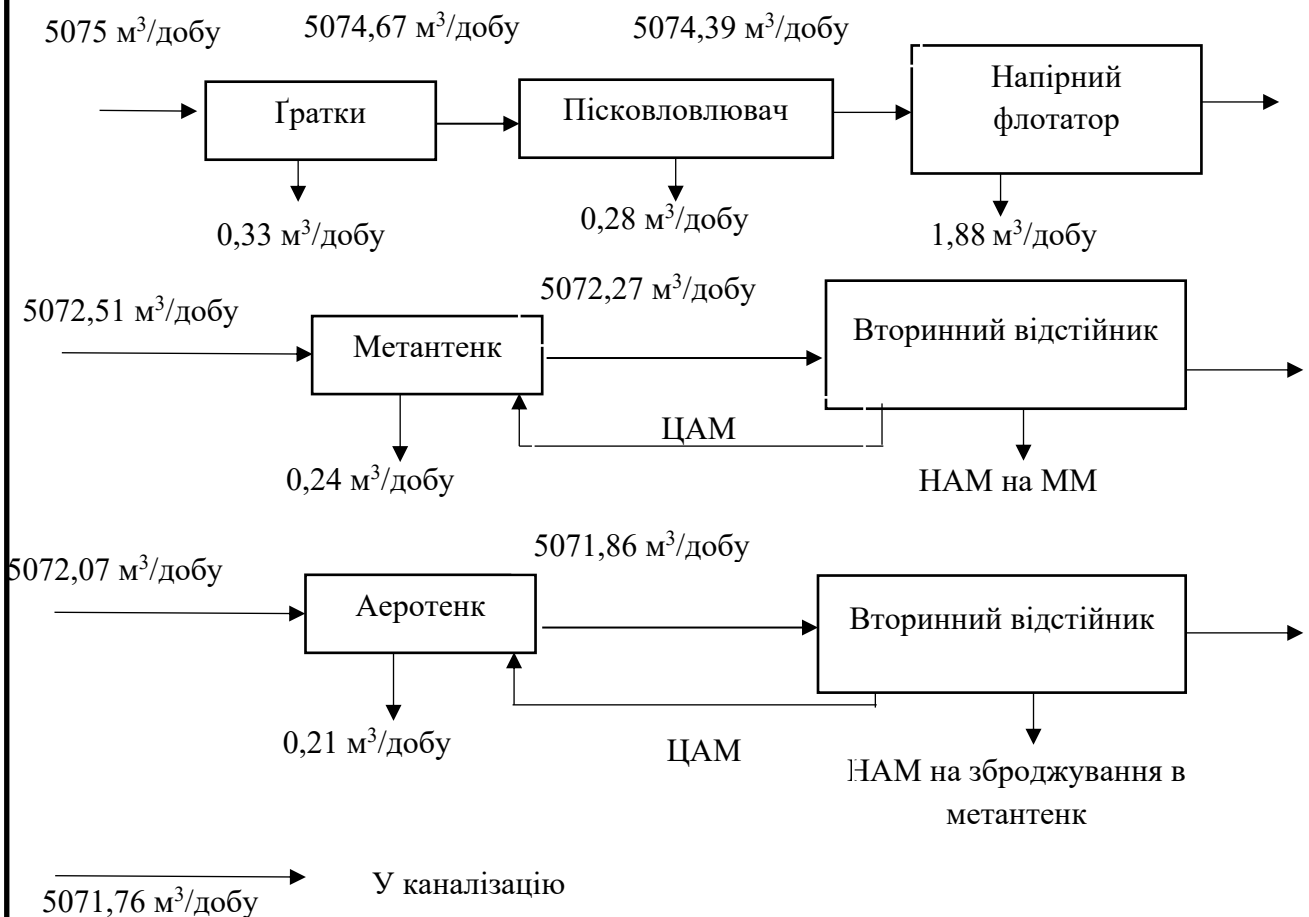 5075 м³/добу
5074,67 м³/добу
5074,39 м³/добу
Ґратки
Пісковловлювач
Напірний
флотатор
0,33 м³/добу
0,28 м³/добу
1,88 м³/добу
5072,51 м³/добу
5072,27 м³/добу
Метантенк
Вторинний відстійник
ЦАМ
0,24 м³/добу
НАМ на ММ
5072,07 м³/добу
5071,86 м³/добу
Аеротенк
Вторинний відстійник
0,21 м³/добу
ЦАМ
НАМ на зброджування в
метантенк
5071,76 м³/добу
У каналізацію